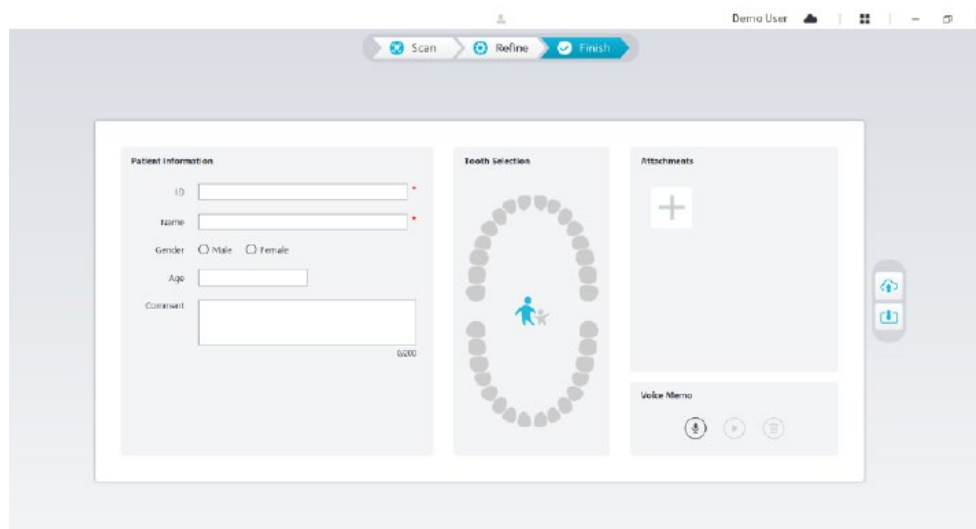 Demo User
Scan
Refine
Finish
Patient Information
ID
Name
Gender
Male
Female
Age
Comment
0/200
Tooth Selection
Attachments
Voice Memo